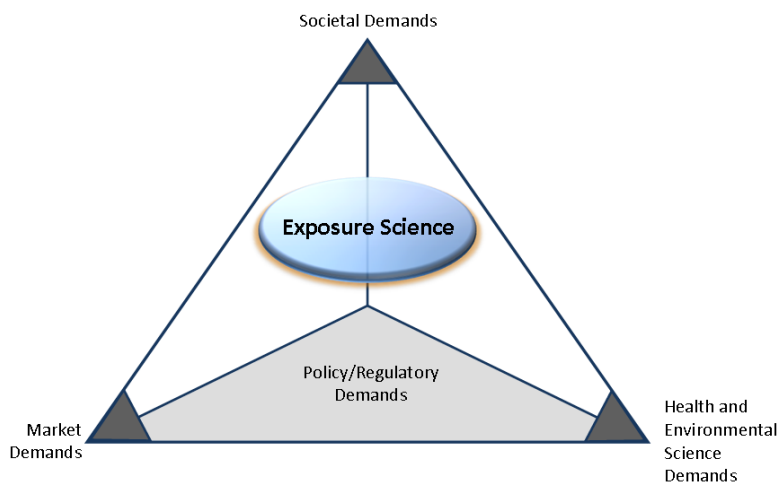 Societal Demands
Exposure Science
Policy/Regulatory
Demands
Market
Demands
Health and
Environmental
Science
Demands